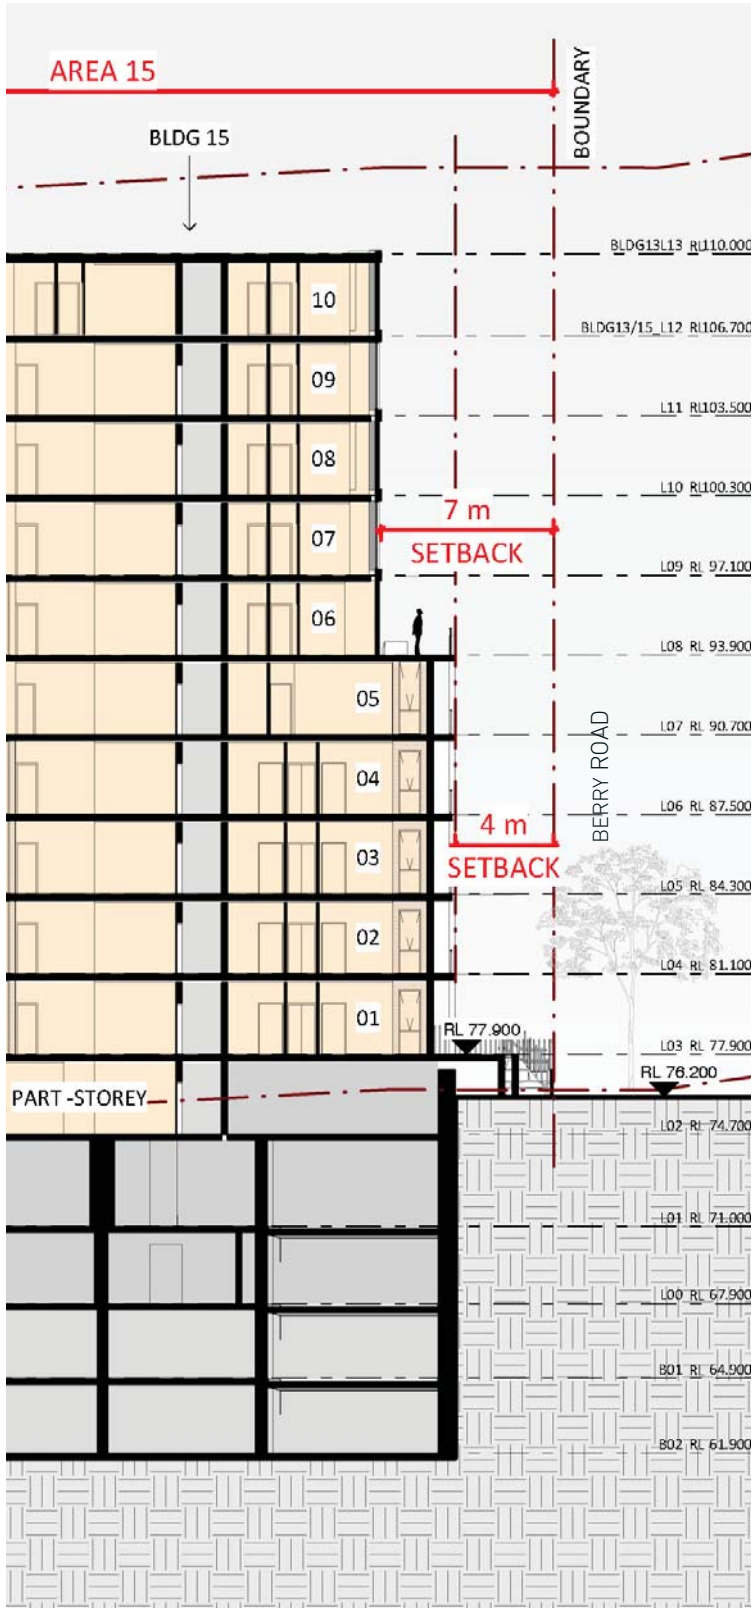 AREA 15
BOUNDARY
BLDG 15
BLDG13L13 RL110.000
10
BLDG13/15_L12 RL106.700
09
L11 RL103.500
08
L10 RL100.300
7 m
SETBACK
07
L09 RL 97.100
06
L08 RL 93.900
05
L07 RL 90.700
BERRY ROAD
04
L06 RL 87.500
4 m
SETBACK
03
L05 RL 84.300
02
L04 RL 81.100
01
RL 77.900
L03 RL 77.900
RL 76.200
PART -STOREY
L02 RL 74.700
L01 RL 71.000
L00 RL 67.900
B01 RL 64.900
B02 RL 61.900